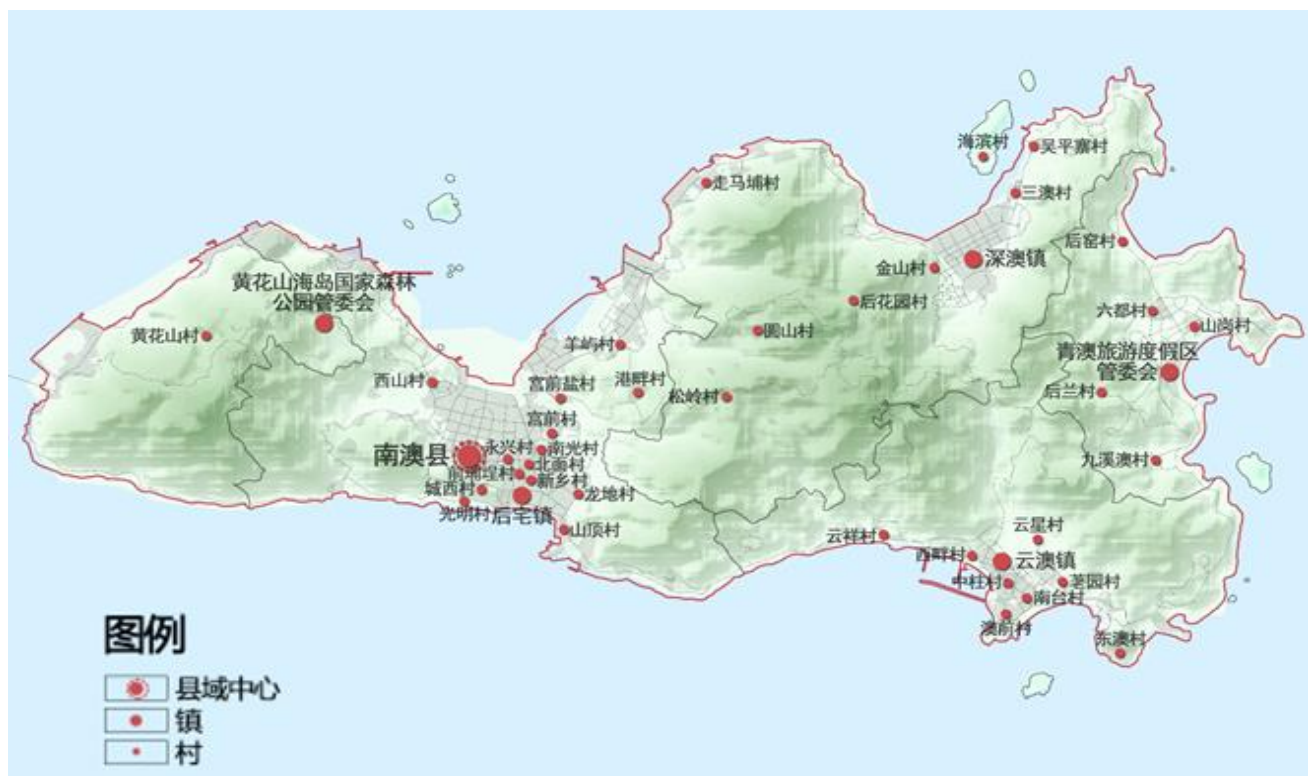 海滨村
吴平寨村
走马埔村
三澳村
后窑村
深澳镇
金山村
黄花山海岛国家森林
公园管委会
后花园村
六都村
山尚村
圆山村
黄花山村
羊屿村
青澳旅游度假区
管委会
西山村
宫前盐村
港畔村
松岭村
后兰村
宫前村
南澳县
永兴村
南光村
九溪澳村
新乡村
城西村
龙地村
光明村
后宅镇
山顶村
云祥村
云星村
西畔村
云澳镇
中柱村
荖园村
南台村
澳前村
东澳村
图例
县域中心
镇
村